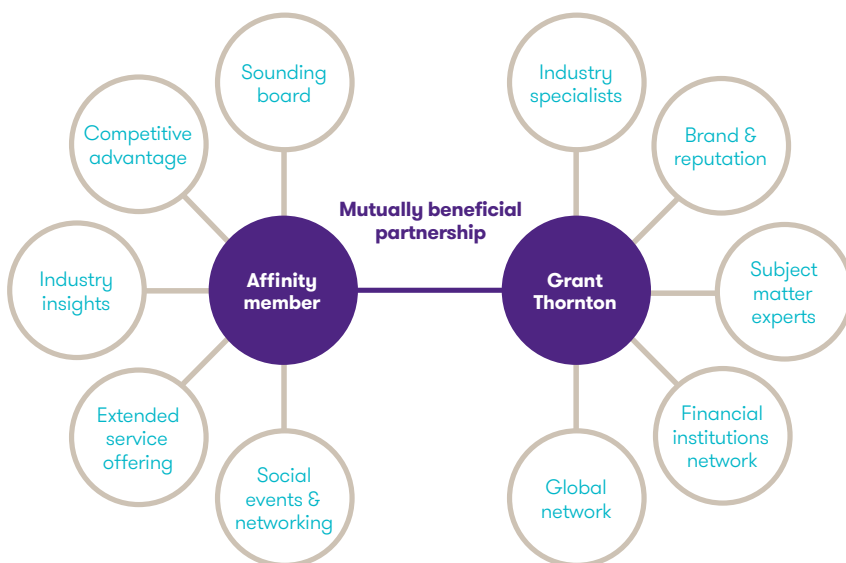 Sounding
board
Industry
specialists
Competitive
advantage
Brand &
reputation
Mutually beneficial
partnership
Industry
insights
Affinity
member
Grant
Thornton
Subject
matter
experts
Extended
service
offering
Financial
institutions
network
Social
events &
networking
Global
network